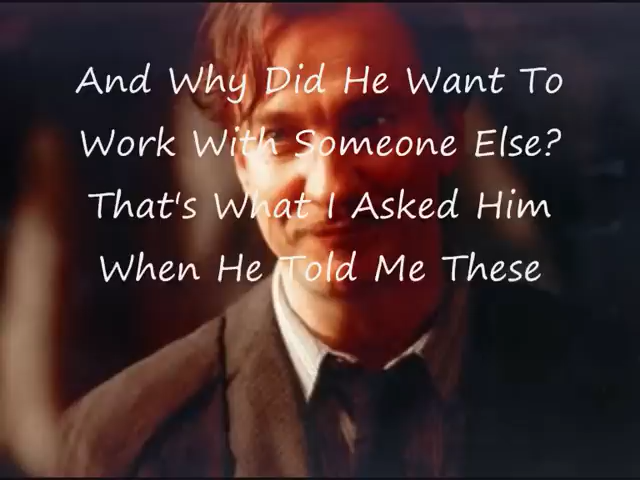 And Why Did He Want To
Work With Someone Else?
That's What I Asked Him
When He Told Me These